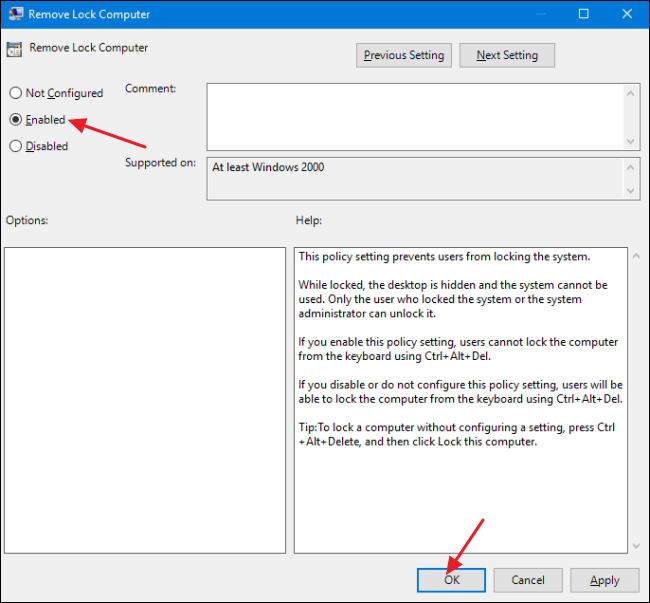 Remove Lock Computer
Remove Lock Computer
Previous Setting
Next Setting
Not Configured
Comment:
Enabled
Disabled
Supported on:
At least Windows 2000
Options:
Help:
This policy setting prevents users from locking the system.
While locked, the desktop is hidden and the system cannot be
used. Only the user who locked the system or the system
administrator can unlock it.
If you enable this policy setting, users cannot lock the computer
from the keyboard using Ctrl+Alt+Del.
If you disable or do not configure this policy setting, users will be
able to lock the computer from the keyboard using Ctrl+Alt+Del.
Tip:To lock a computer without configuring a setting, press Ctrl
+Alt+Delete, and then click Lock this computer.
OK
Cancel
Apply